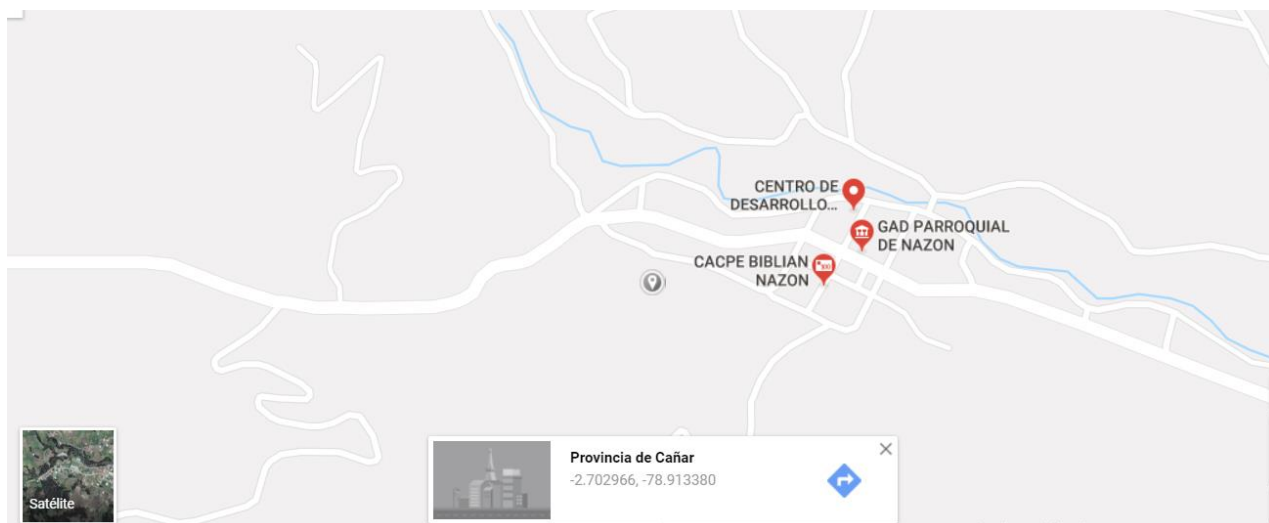 CENTRO DE
DESARROLLO...
GAD PARROQUIAL
DE NAZON
CACPE BIBLIAN
NAZON
Provincia de Cañar
-2.702966, -78.913380
Satélite